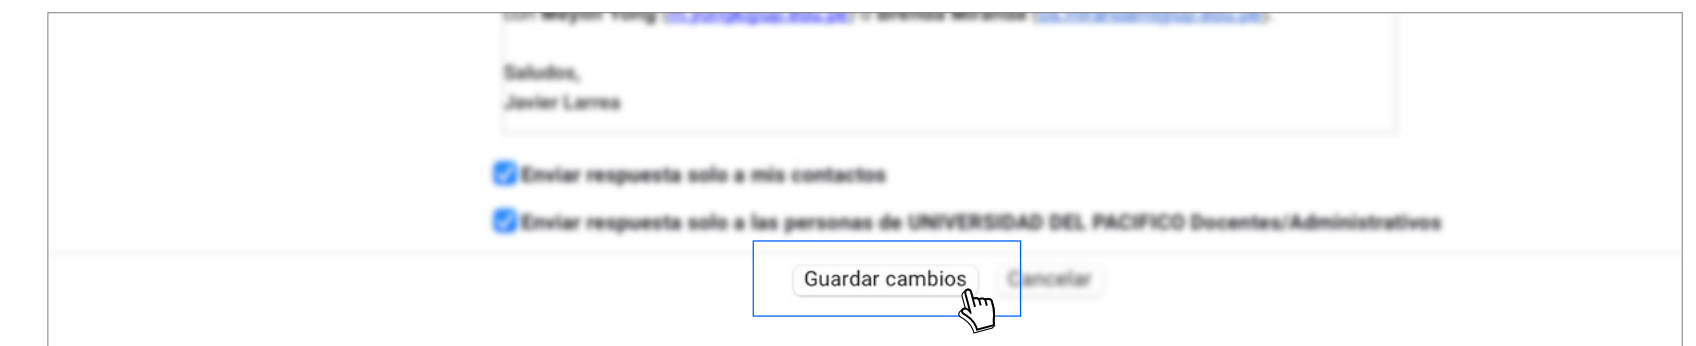 Saludos,
Javier Larrea
Enviar respuesta solo a mis contactos
Enviar respuesta solo a las personas de UNIVERSIDAD DEL PACIFICO Docentes/Administrativos
Guardar cambios
Cancelar